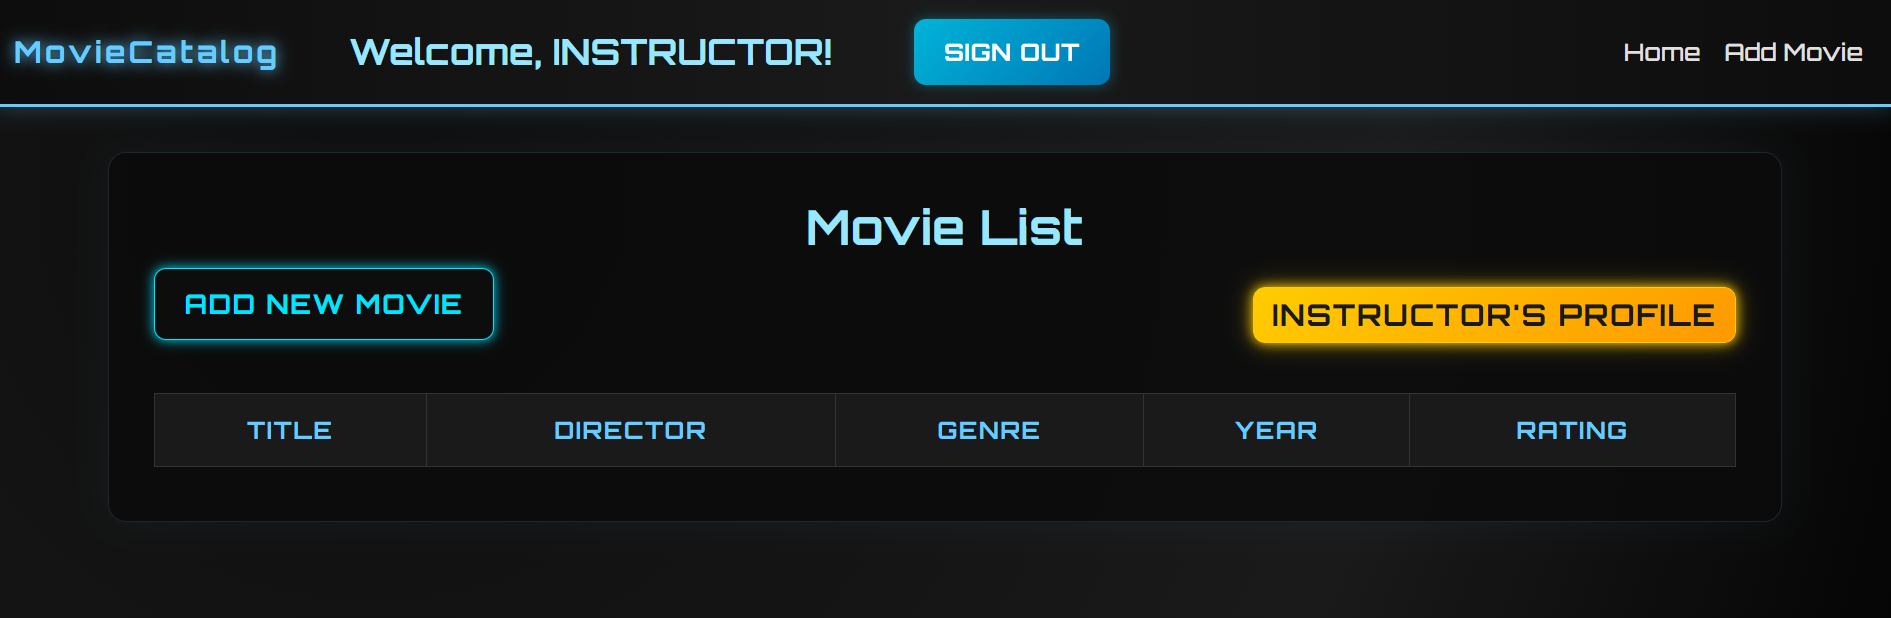 MovieCatalog Welcome, INSTRUCTOR! SIGN OUT Home Add Movie
Movie List
ADD NEW MOVIE INSTRUCTOR'S PROFILE
TITLE DIRECTOR GENRE YEAR RATING